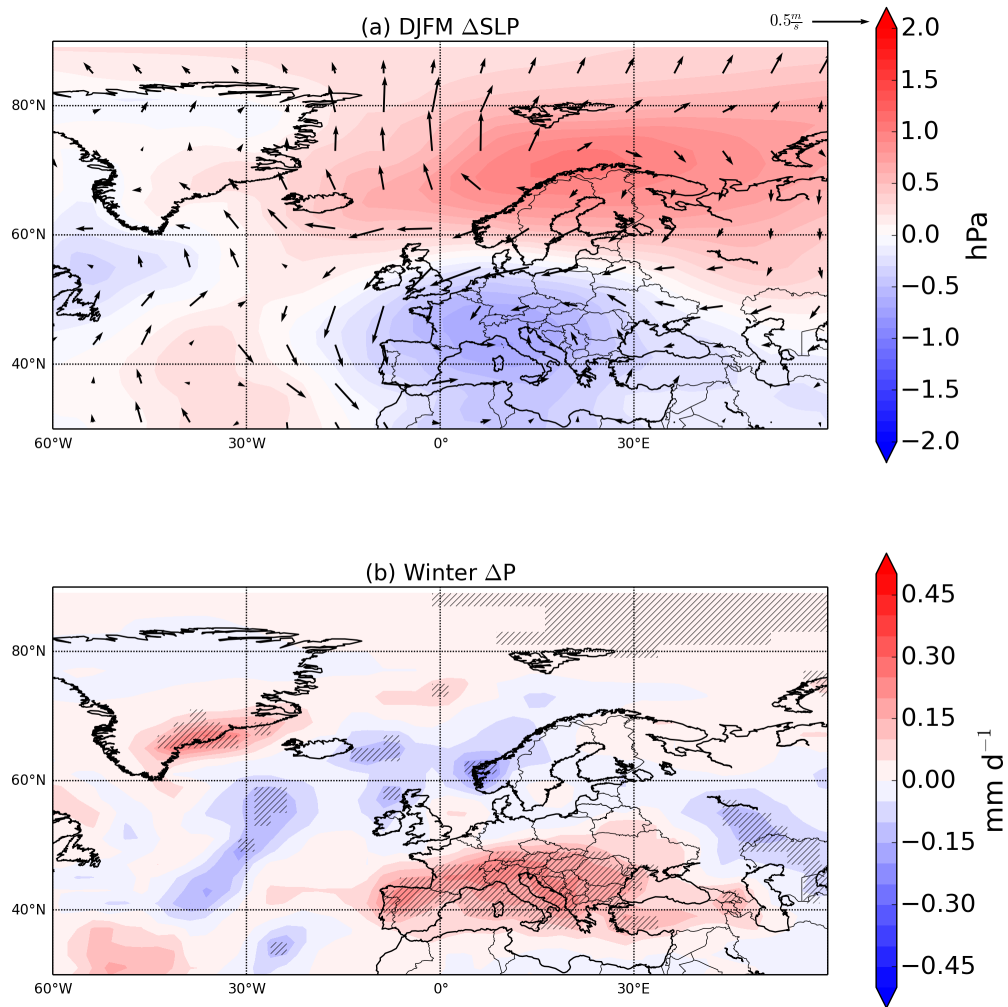 (a) DJFM ΔSLP
0.5 m/s
80°N
60°N
40°N
60°W
30°W
0°
30°E
2.0
1.5
1.0
0.5
0.0
−0.5
−1.0
−1.5
−2.0
hPa
(b) Winter ΔP
80°N
60°N
40°N
60°W
30°W
0°
30°E
0.45
0.30
0.15
0.00
−0.15
−0.30
−0.45
mm d⁻¹